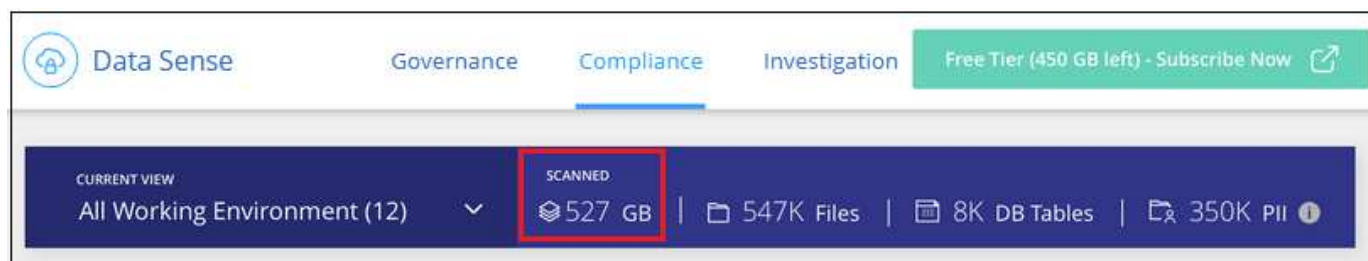 Data Sense Governance Compliance Investigation Free Tier (450 GB left) - Subscribe Now
CURRENT VIEW SCANNED
All Working Environment (12) 527 GB 547K Files 8K DB Tables 350K PII